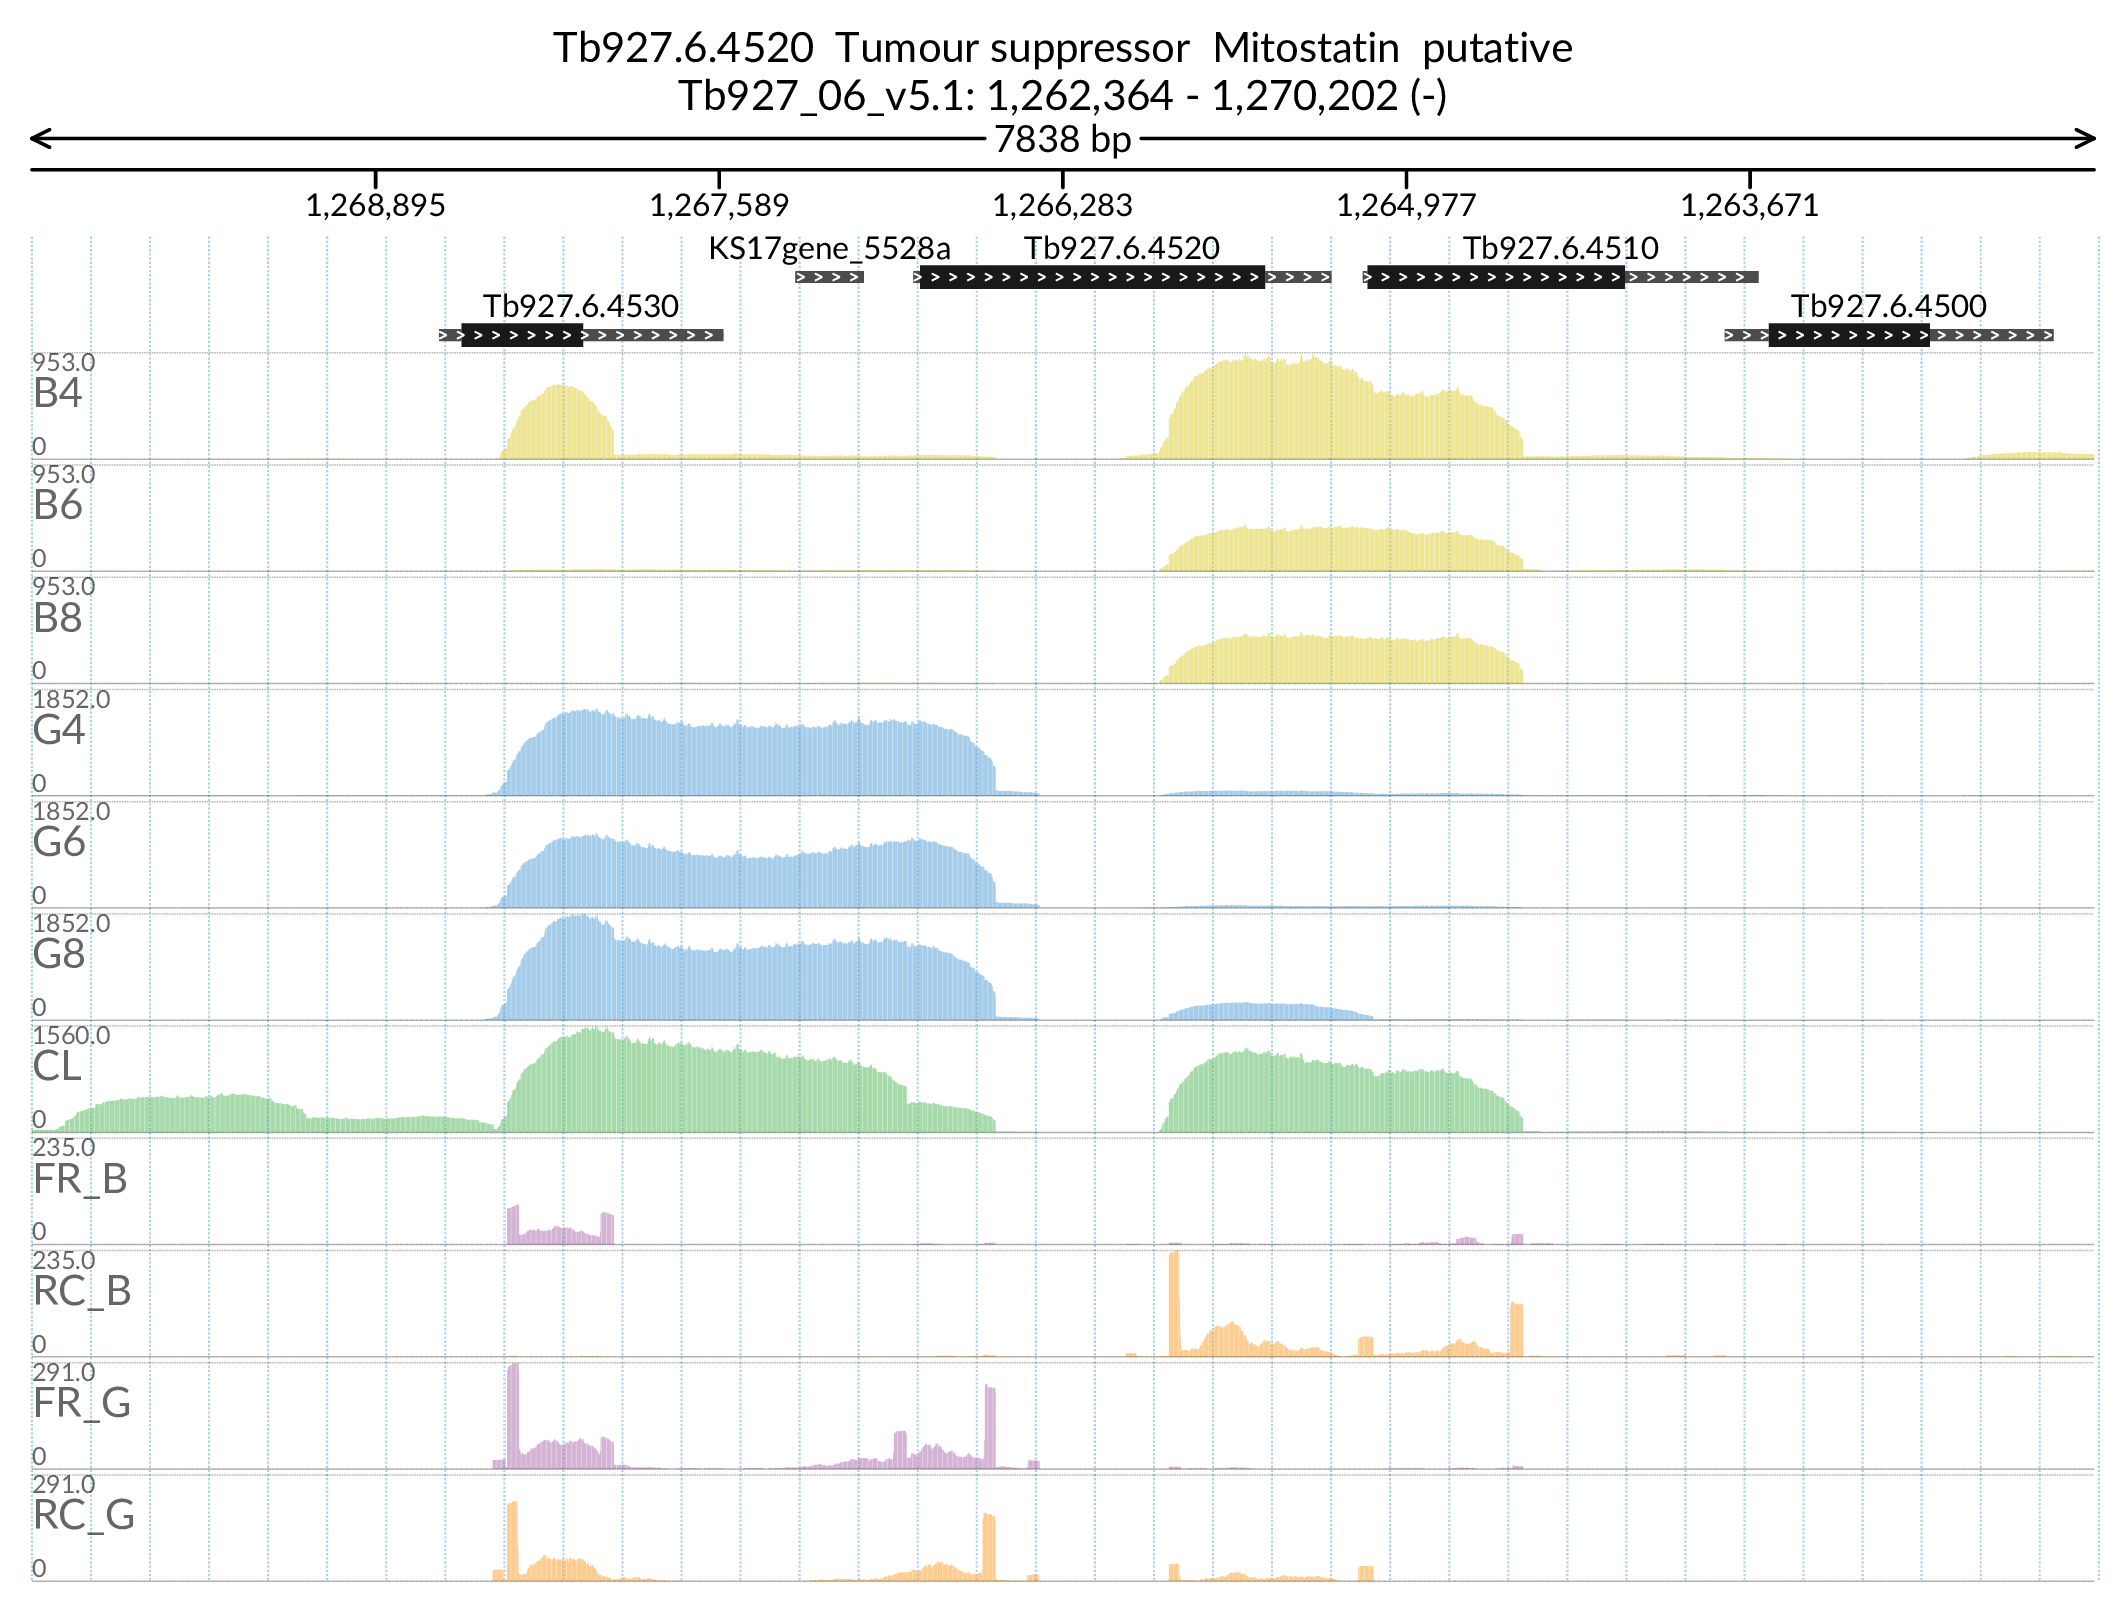 Tb927.6.4520  Tumour suppressor  Mitostatin  putative
Tb927_06_v5.1: 1,262,364 - 1,270,202 (-)
7838 bp
1,268,895 1,267,589 1,266,283 1,264,977 1,263,671
KS17gene_5528a Tb927.6.4520 Tb927.6.4510
Tb927.6.4530 Tb927.6.4500
953.0
B4
0
953.0
B6
0
953.0
B8
0
1852.0
G4
0
1852.0
G6
0
1852.0
G8
0
1560.0
CL
0
235.0
FR_B
0
235.0
RC_B
0
291.0
FR_G
0
291.0
RC_G
0